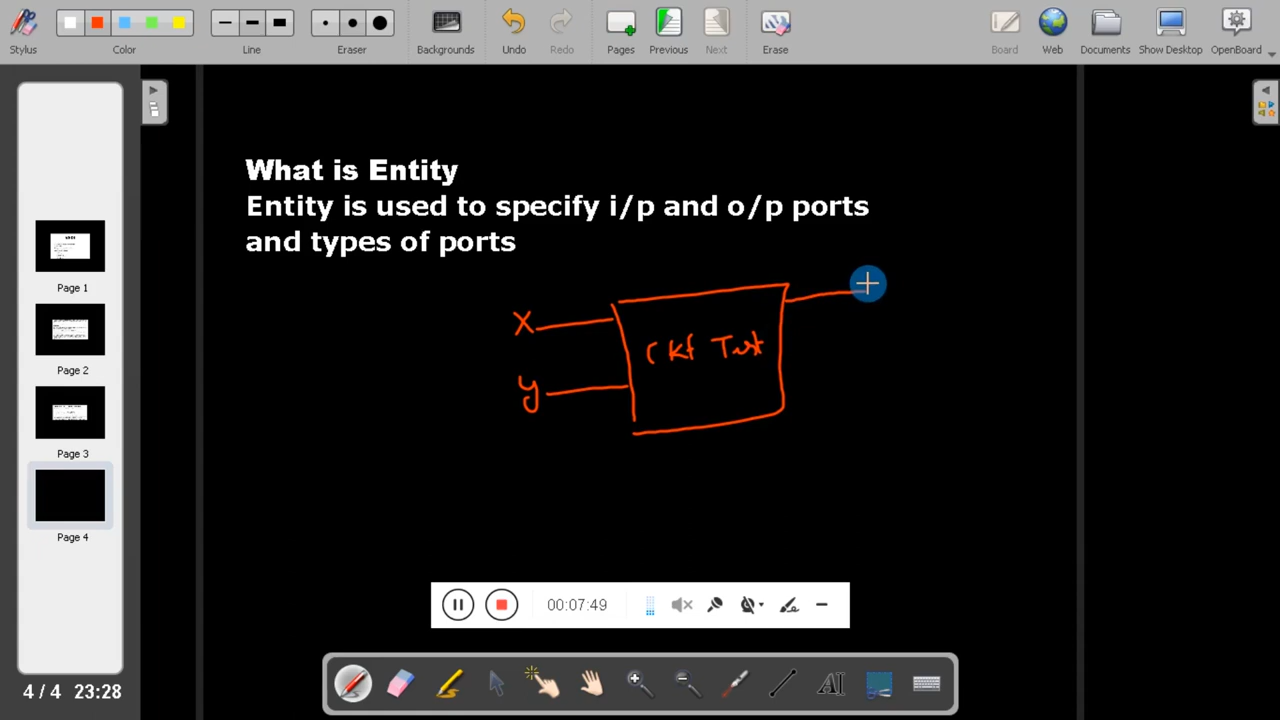 Stylus
Color
Line
Eraser
Backgrounds
Undo
Redo
Pages
Previous
Next
Erase
Board
Web
Documents
Show Desktop
OpenBoard
What is Entity
Entity is used to specify i/p and o/p ports
and types of ports
x
y
Ckt Test
Page 1
Page 2
Page 3
Page 4
00:07:49
4 / 4 23:28